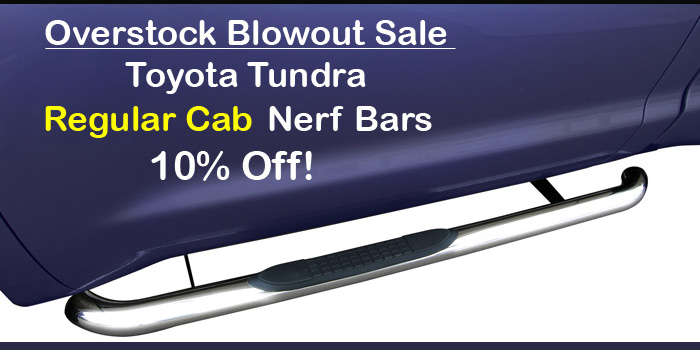 Overstock Blowout Sale
Toyota Tundra
Regular Cab Nerf Bars
10% Off!